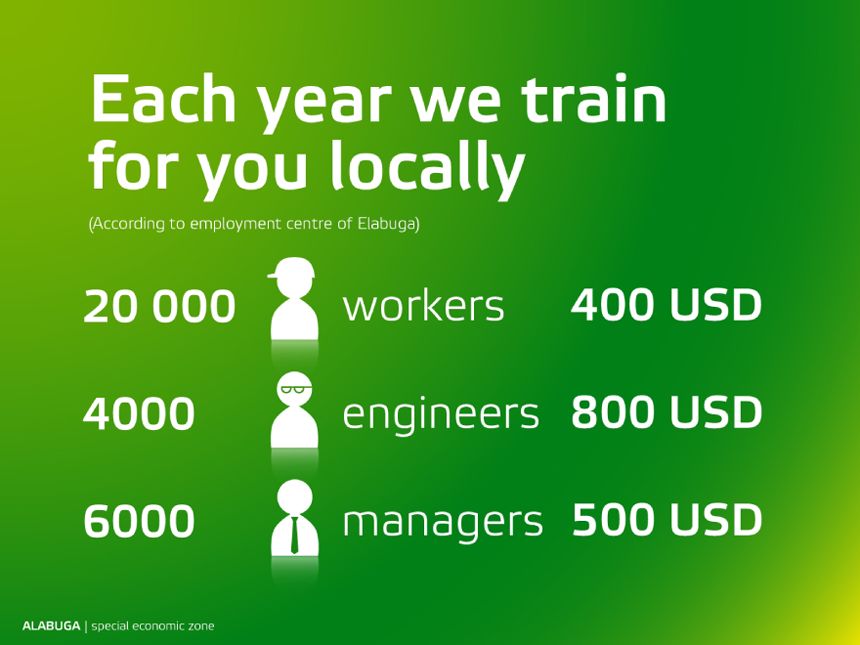 Each year we train
for you locally
(According to employment centre of Elabuga)
20 000 workers 400 USD
4000 engineers 800 USD
6000 managers 500 USD
ALABUGA | special economic zone